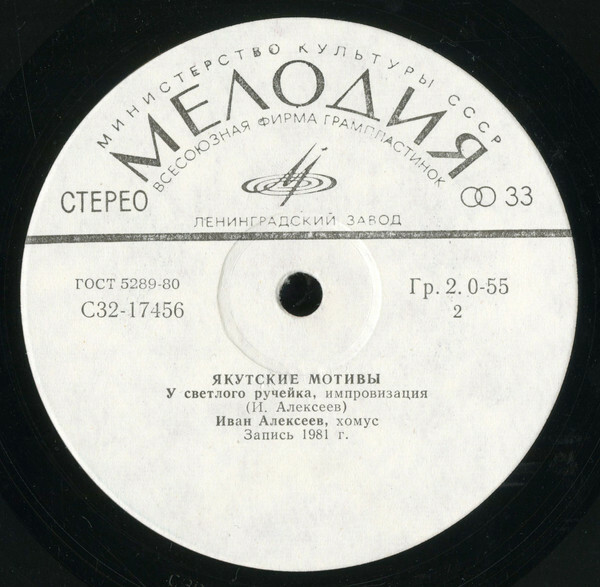 МИНИСТЕРСТВО КУЛЬТУРЫ СССР
МЕЛОДИЯ
ВСЕСОЮЗНАЯ ФИРМА ГРАМПЛАСТИНОК
СТЕРЕО
33
ЛЕНИНГРАДСКИЙ ЗАВОД
ГОСТ 5289-80
Гр. 2. 0-55
С32-17456
2
ЯКУТСКИЕ МОТИВЫ
У светлого ручейка, импровизация
(И. Алексеев)
Иван Алексеев, хомус
Запись 1981 г.